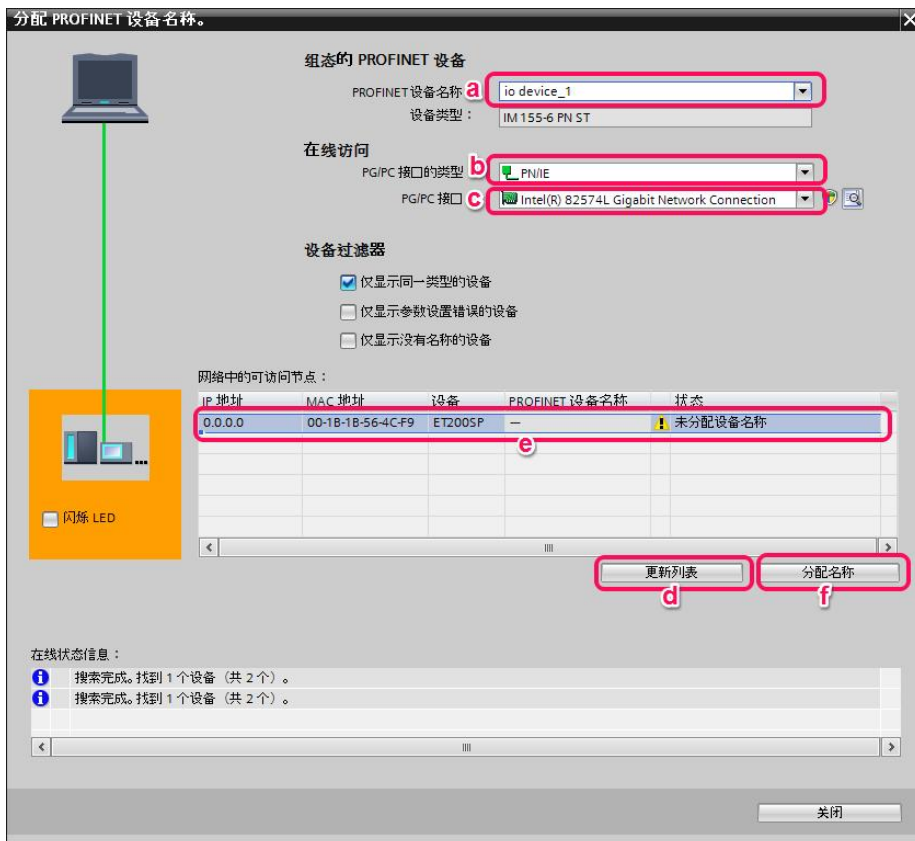 分配 PROFINET 设备名称。
组态的 PROFINET 设备
PROFINET设备名称 a io device_1
设备类型： IM 155-6 PN ST
在线访问
PG/PC 接口的类型 b PN/IE
PG/PC 接口 c Intel(R) 82574L Gigabit Network Connection
设备过滤器
仅显示同一类型的设备
仅显示参数设置错误的设备
仅显示没有名称的设备
网络中的可访问节点：
IP 地址 MAC 地址 设备 PROFINET 设备名称 状态
0.0.0.0 00-1B-1B-56-4C-F9 ET200SP — 未分配设备名称
e
闪烁 LED
更新列表 分配名称
d f
在线状态信息：
搜索完成。找到 1 个设备（共 2 个）。
搜索完成。找到 1 个设备（共 2 个）。
关闭